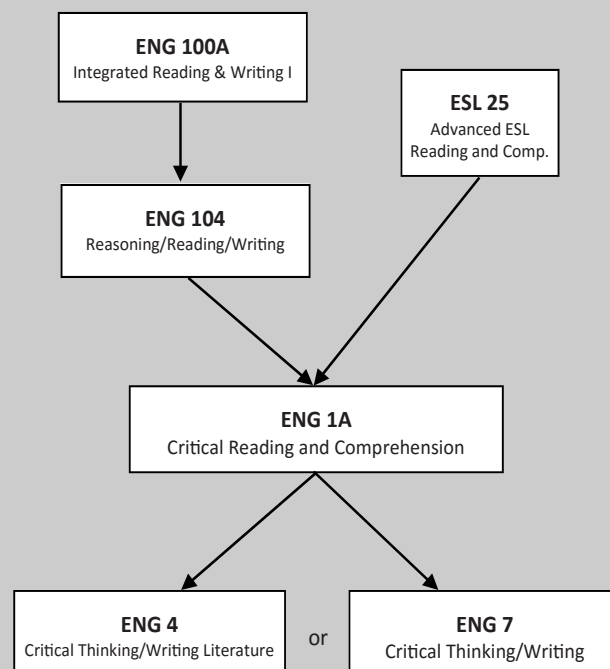 ENG 100A
Integrated Reading & Writing I
ESL 25
Advanced ESL
Reading and Comp.
ENG 104
Reasoning/Reading/Writing
ENG 1A
Critical Reading and Comprehension
ENG 4
Critical Thinking/Writing Literature
or
ENG 7
Critical Thinking/Writing